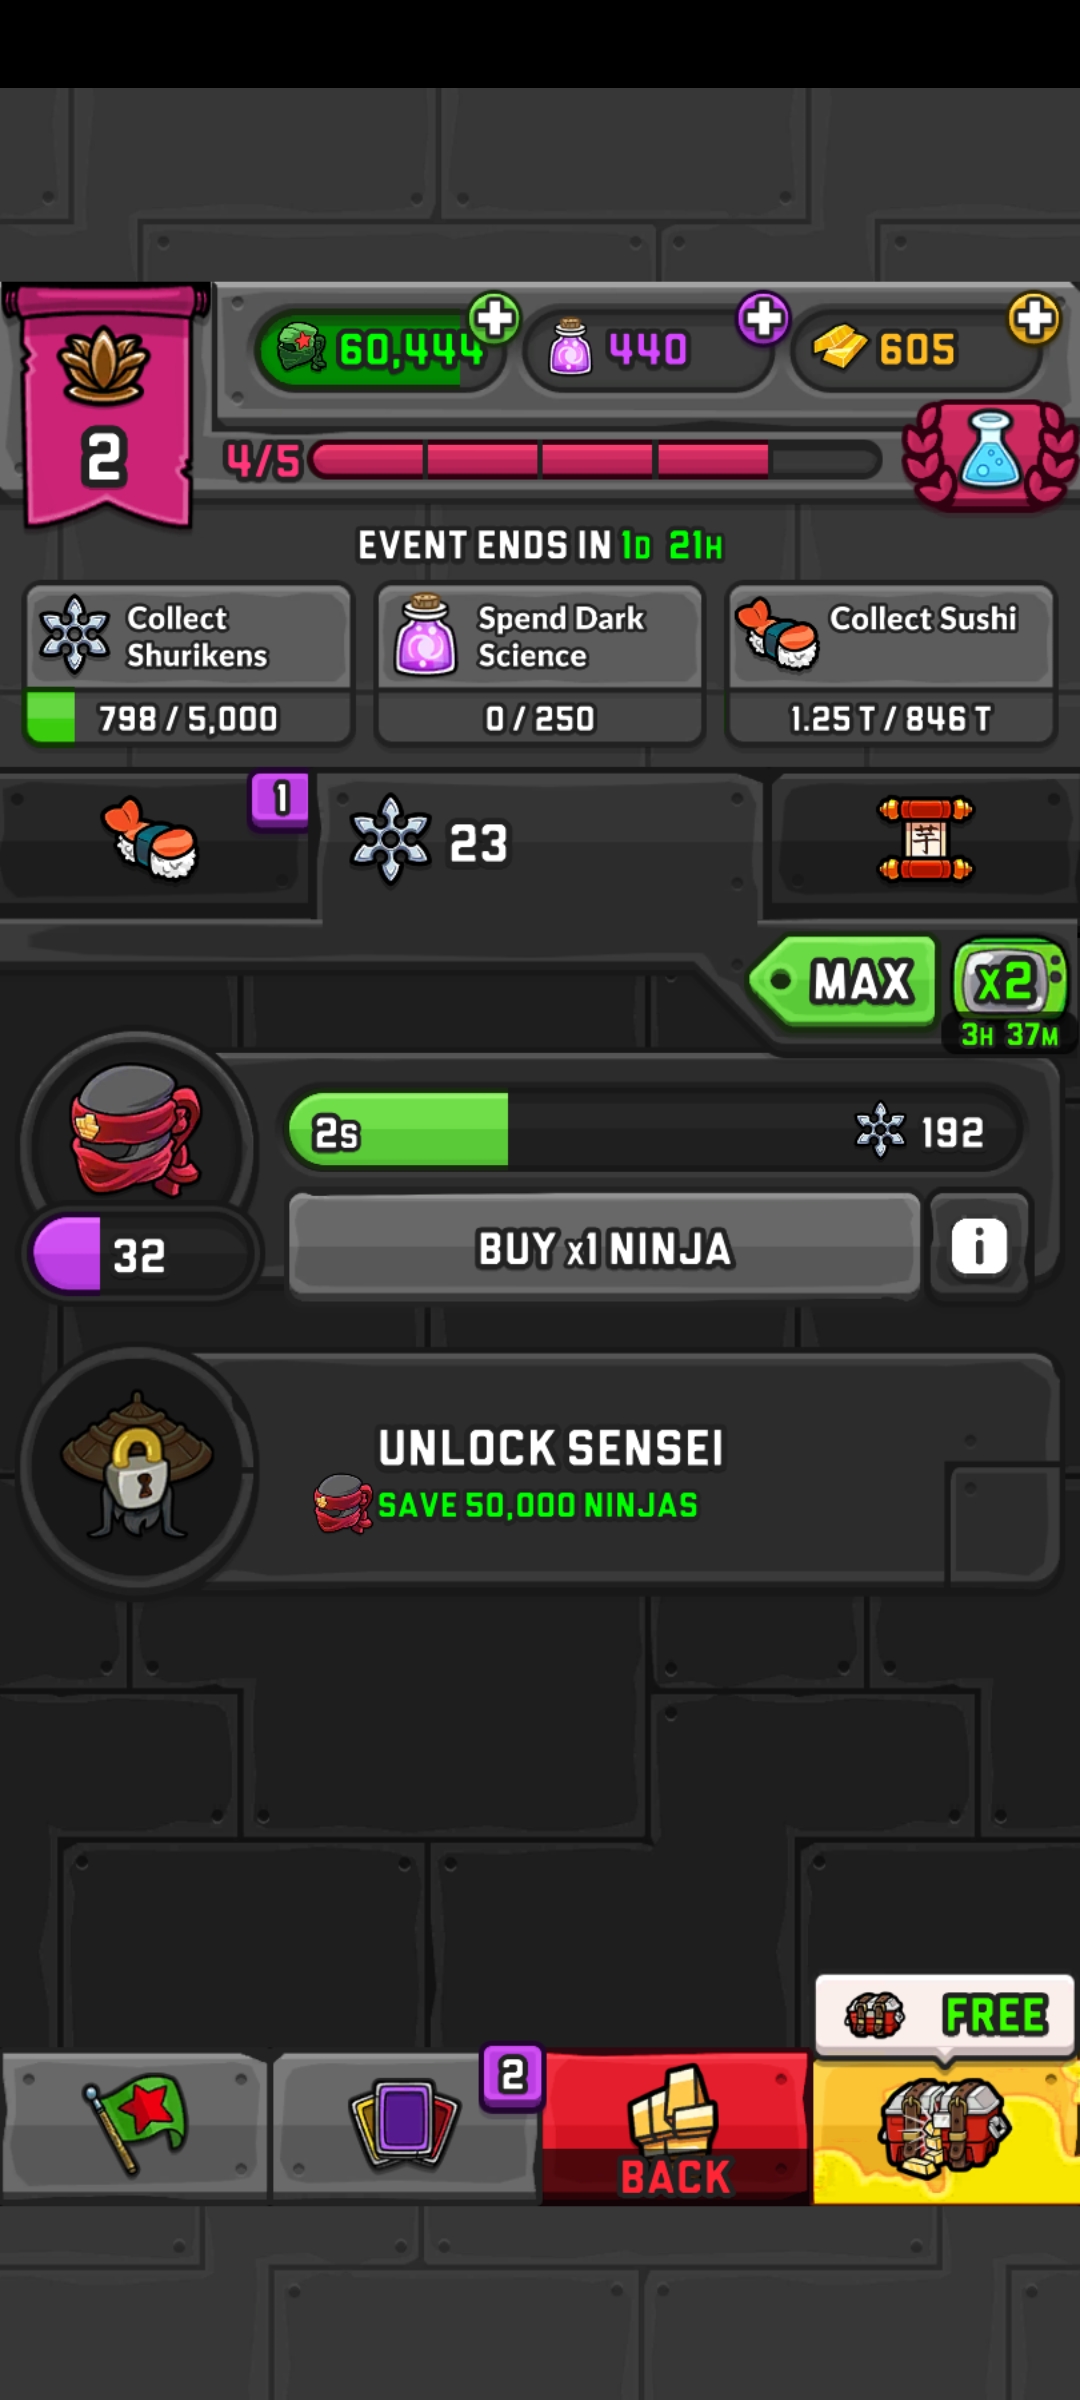 60,444
440
605
2
4/5
EVENT ENDS IN 1D 21H
Collect
Shurikens
798 / 5,000
Spend Dark
Science
0 / 250
Collect Sushi
1.25 T / 846 T
1
23
芋
MAX
x2
3H 37M
2s
192
32
BUY x1 NINJA
i
UNLOCK SENSEI
SAVE 50,000 NINJAS
FREE
2
BACK